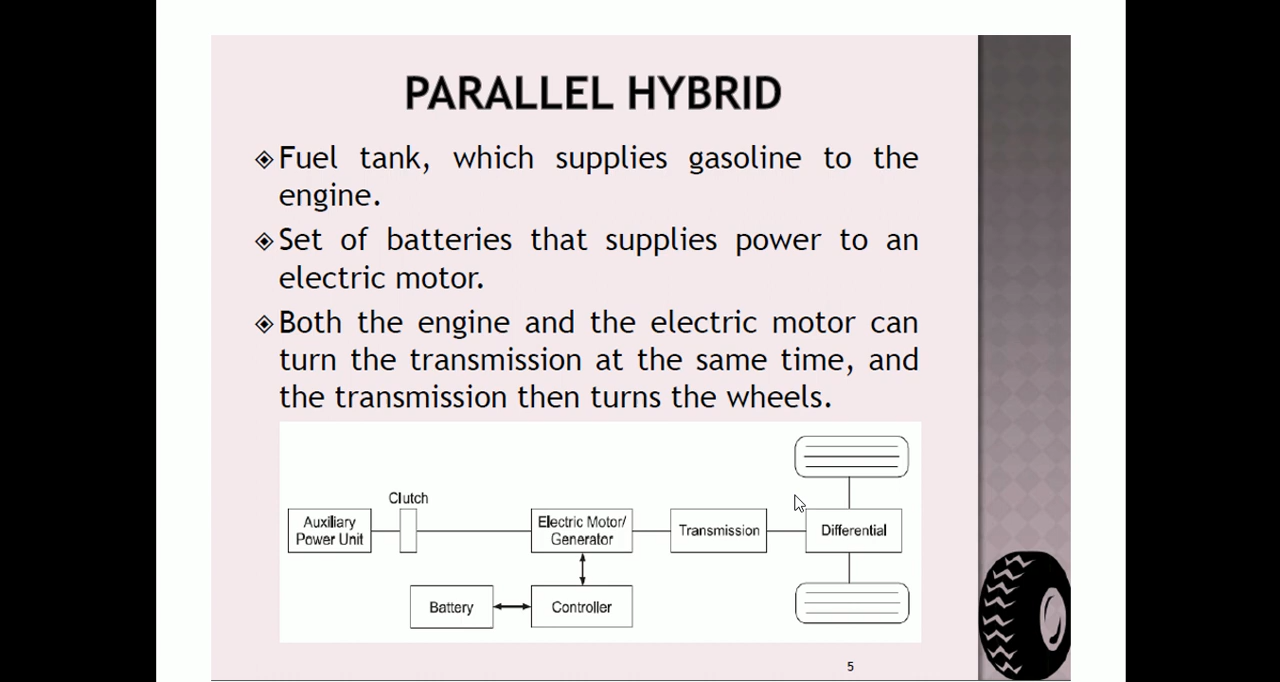 PARALLEL HYBRID
Fuel tank, which supplies gasoline to the
engine.
Set of batteries that supplies power to an
electric motor.
Both the engine and the electric motor can
turn the transmission at the same time, and
the transmission then turns the wheels.
Clutch
Auxiliary
Power Unit
Electric Motor/
Generator
Transmission
Differential
Battery
Controller
5